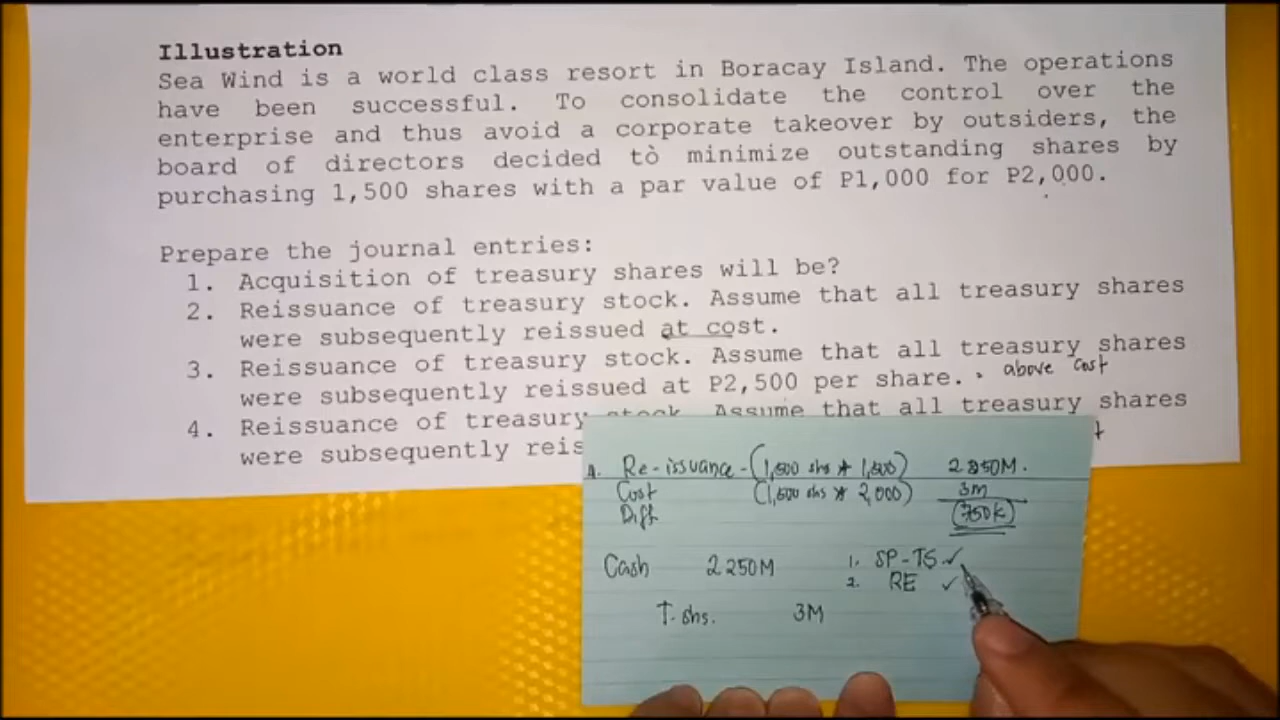 Illustration
Sea Wind is a world class resort in Boracay Island. The operations
have been successful. To consolidate the control over the
enterprise and thus avoid a corporate takeover by outsiders, the
board of directors decided tò minimize outstanding shares by
purchasing 1,500 shares with a par value of P1,000 for P2,000.
Prepare the journal entries:
1. Acquisition of treasury shares will be?
2. Reissuance of treasury stock. Assume that all treasury shares
were subsequently reissued at cost.
3. Reissuance of treasury stock. Assume that all treasury shares
were subsequently reissued at P2,500 per share. above cost
4. Reissuance of treasury stock. Assume that all treasury shares
were subsequently reis
4. Re-issuance - (1,500 shs * 1,500) 2 250M.
Cost (1,500 shs * 2,000) 3m
Diff (750k)
Cash 2 250M 1. SP-TS ✓
2. RE ✓
T. shs. 3M